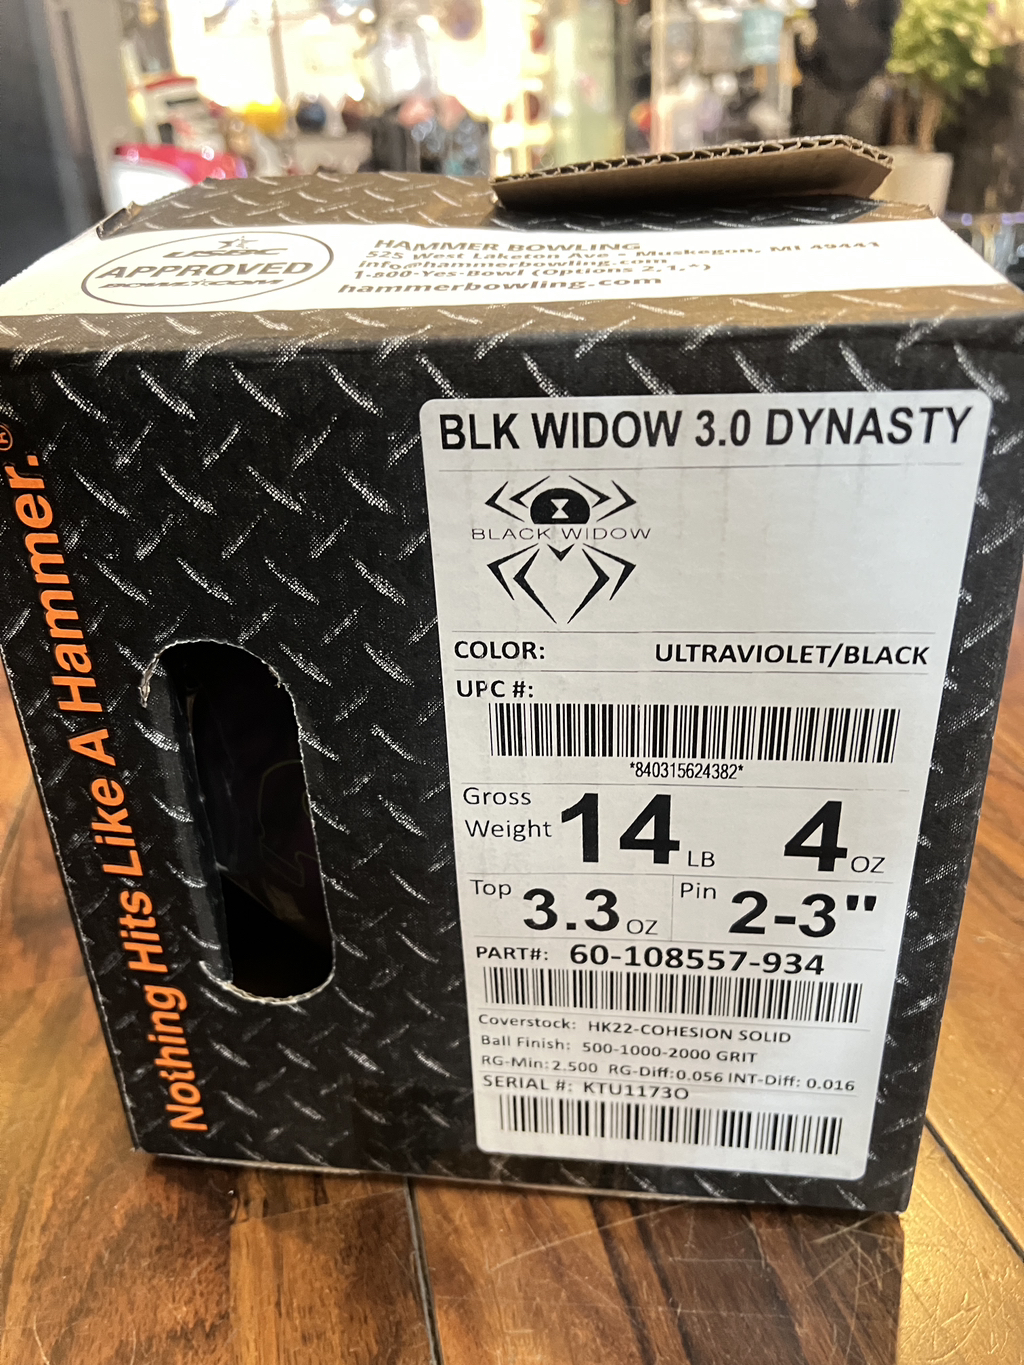 USBC
APPROVED
BOWL.COM
HAMMER BOWLING
525 West Laketon Ave - Muskegon, MI 49441
info@hammerbowling.com
1-800-Yes-Bowl (Options 2,1,*)
hammerbowling.com
Nothing Hits Like A Hammer.®
BLK WIDOW 3.0 DYNASTY
BLACK WIDOW
COLOR: ULTRAVIOLET/BLACK
UPC #:
*840315624382*
Gross Weight 14 LB 4 OZ
Top 3.3 OZ Pin 2-3"
PART#: 60-108557-934
Coverstock: HK22-COHESION SOLID
Ball Finish: 500-1000-2000 GRIT
RG-Min: 2.500 RG-Diff: 0.056 INT-Diff: 0.016
SERIAL #: KTU1173O